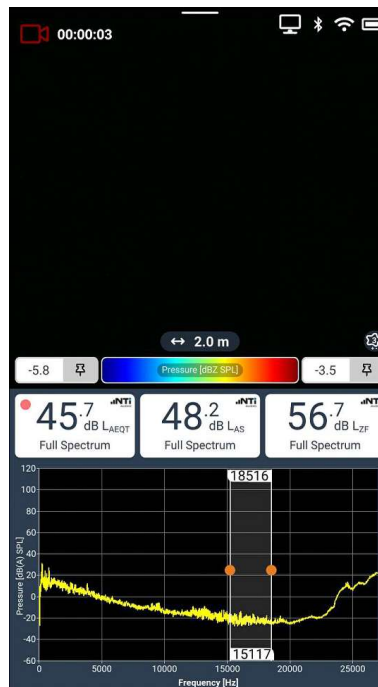 00:00:03
↔ 2.0 m
-5.8
Pressure [dBZ SPL]
-3.5
NTi
45.7 dB LAEQT
Full Spectrum
NTi
48.2 dB LAS
Full Spectrum
NTi
56.7 dB LZF
Full Spectrum
Pressure [dB(A) SPL]
120
100
80
60
40
20
0
-20
-40
-60
18516
15117
0
5000
10000
15000
20000
25000
Frequency [Hz]